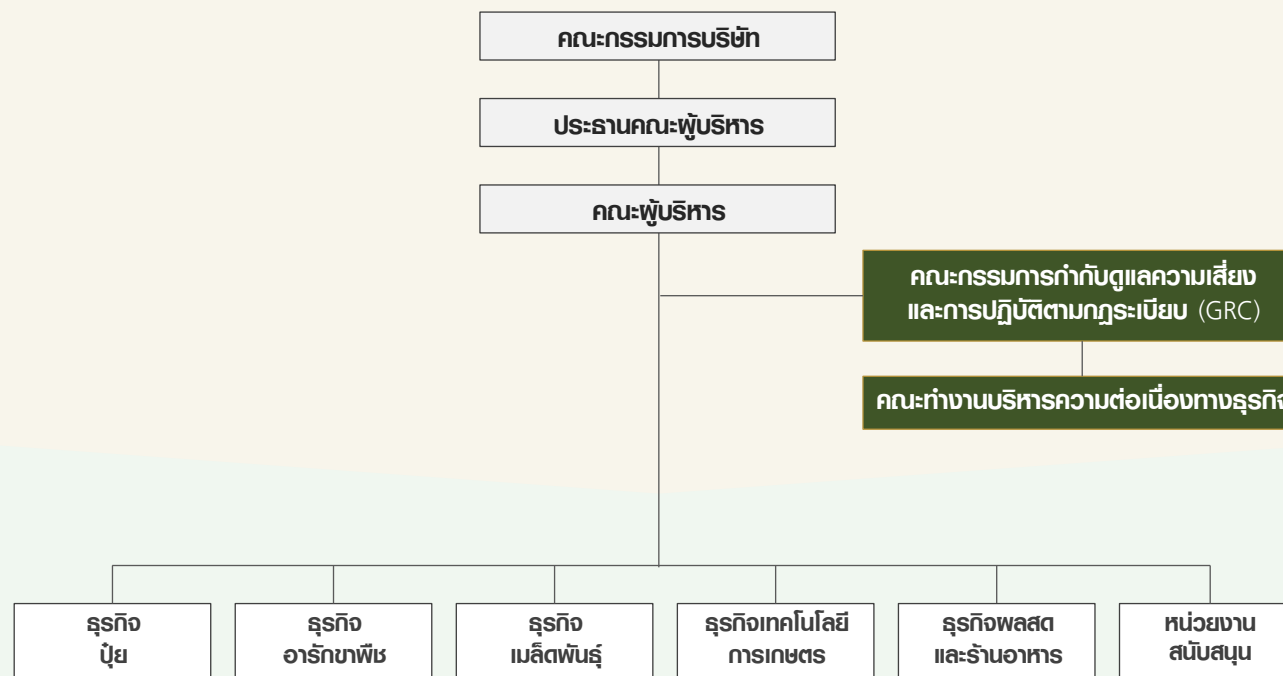 คณะกรรมการบริษัท
ประธานคณะผู้บริหาร
คณะผู้บริหาร
คณะกรรมการกำกับดูแลความเสี่ยง
และการปฏิบัติตามกฎระเบียบ (GRC)
คณะทำงานบริหารความต่อเนื่องทางธุรกิจ
ธุรกิจ
ปุ๋ย
ธุรกิจ
อารักขาพืช
ธุรกิจ
เมล็ดพันธุ์
ธุรกิจเทคโนโลยี
การเกษตร
ธุรกิจผลสด
และร้านอาหาร
หน่วยงาน
สนับสนุน